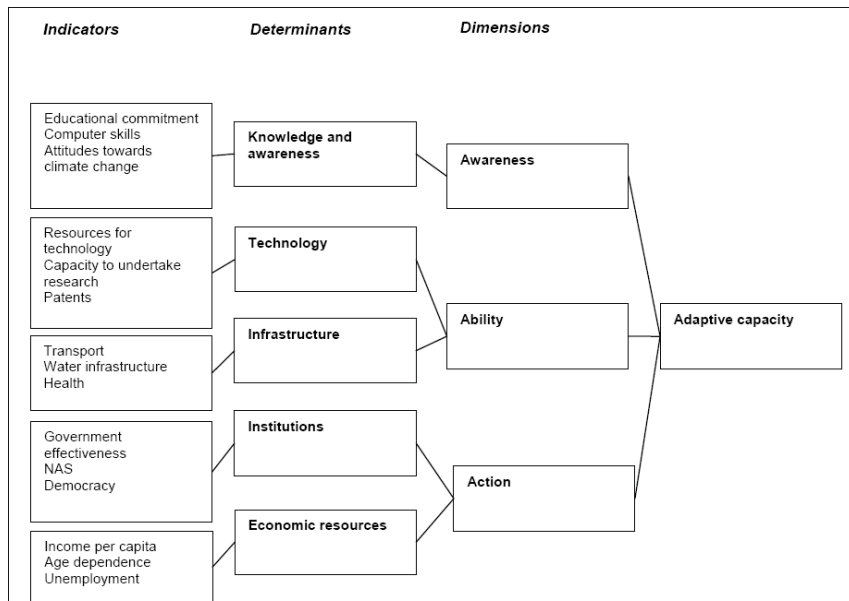 Indicators
Determinants
Dimensions
Educational commitment
Computer skills
Attitudes towards
climate change
Knowledge and
awareness
Awareness
Resources for
technology
Capacity to undertake
research
Patents
Technology
Ability
Adaptive capacity
Transport
Water infrastructure
Health
Infrastructure
Government
effectiveness
NAS
Democracy
Institutions
Action
Income per capita
Age dependence
Unemployment
Economic resources